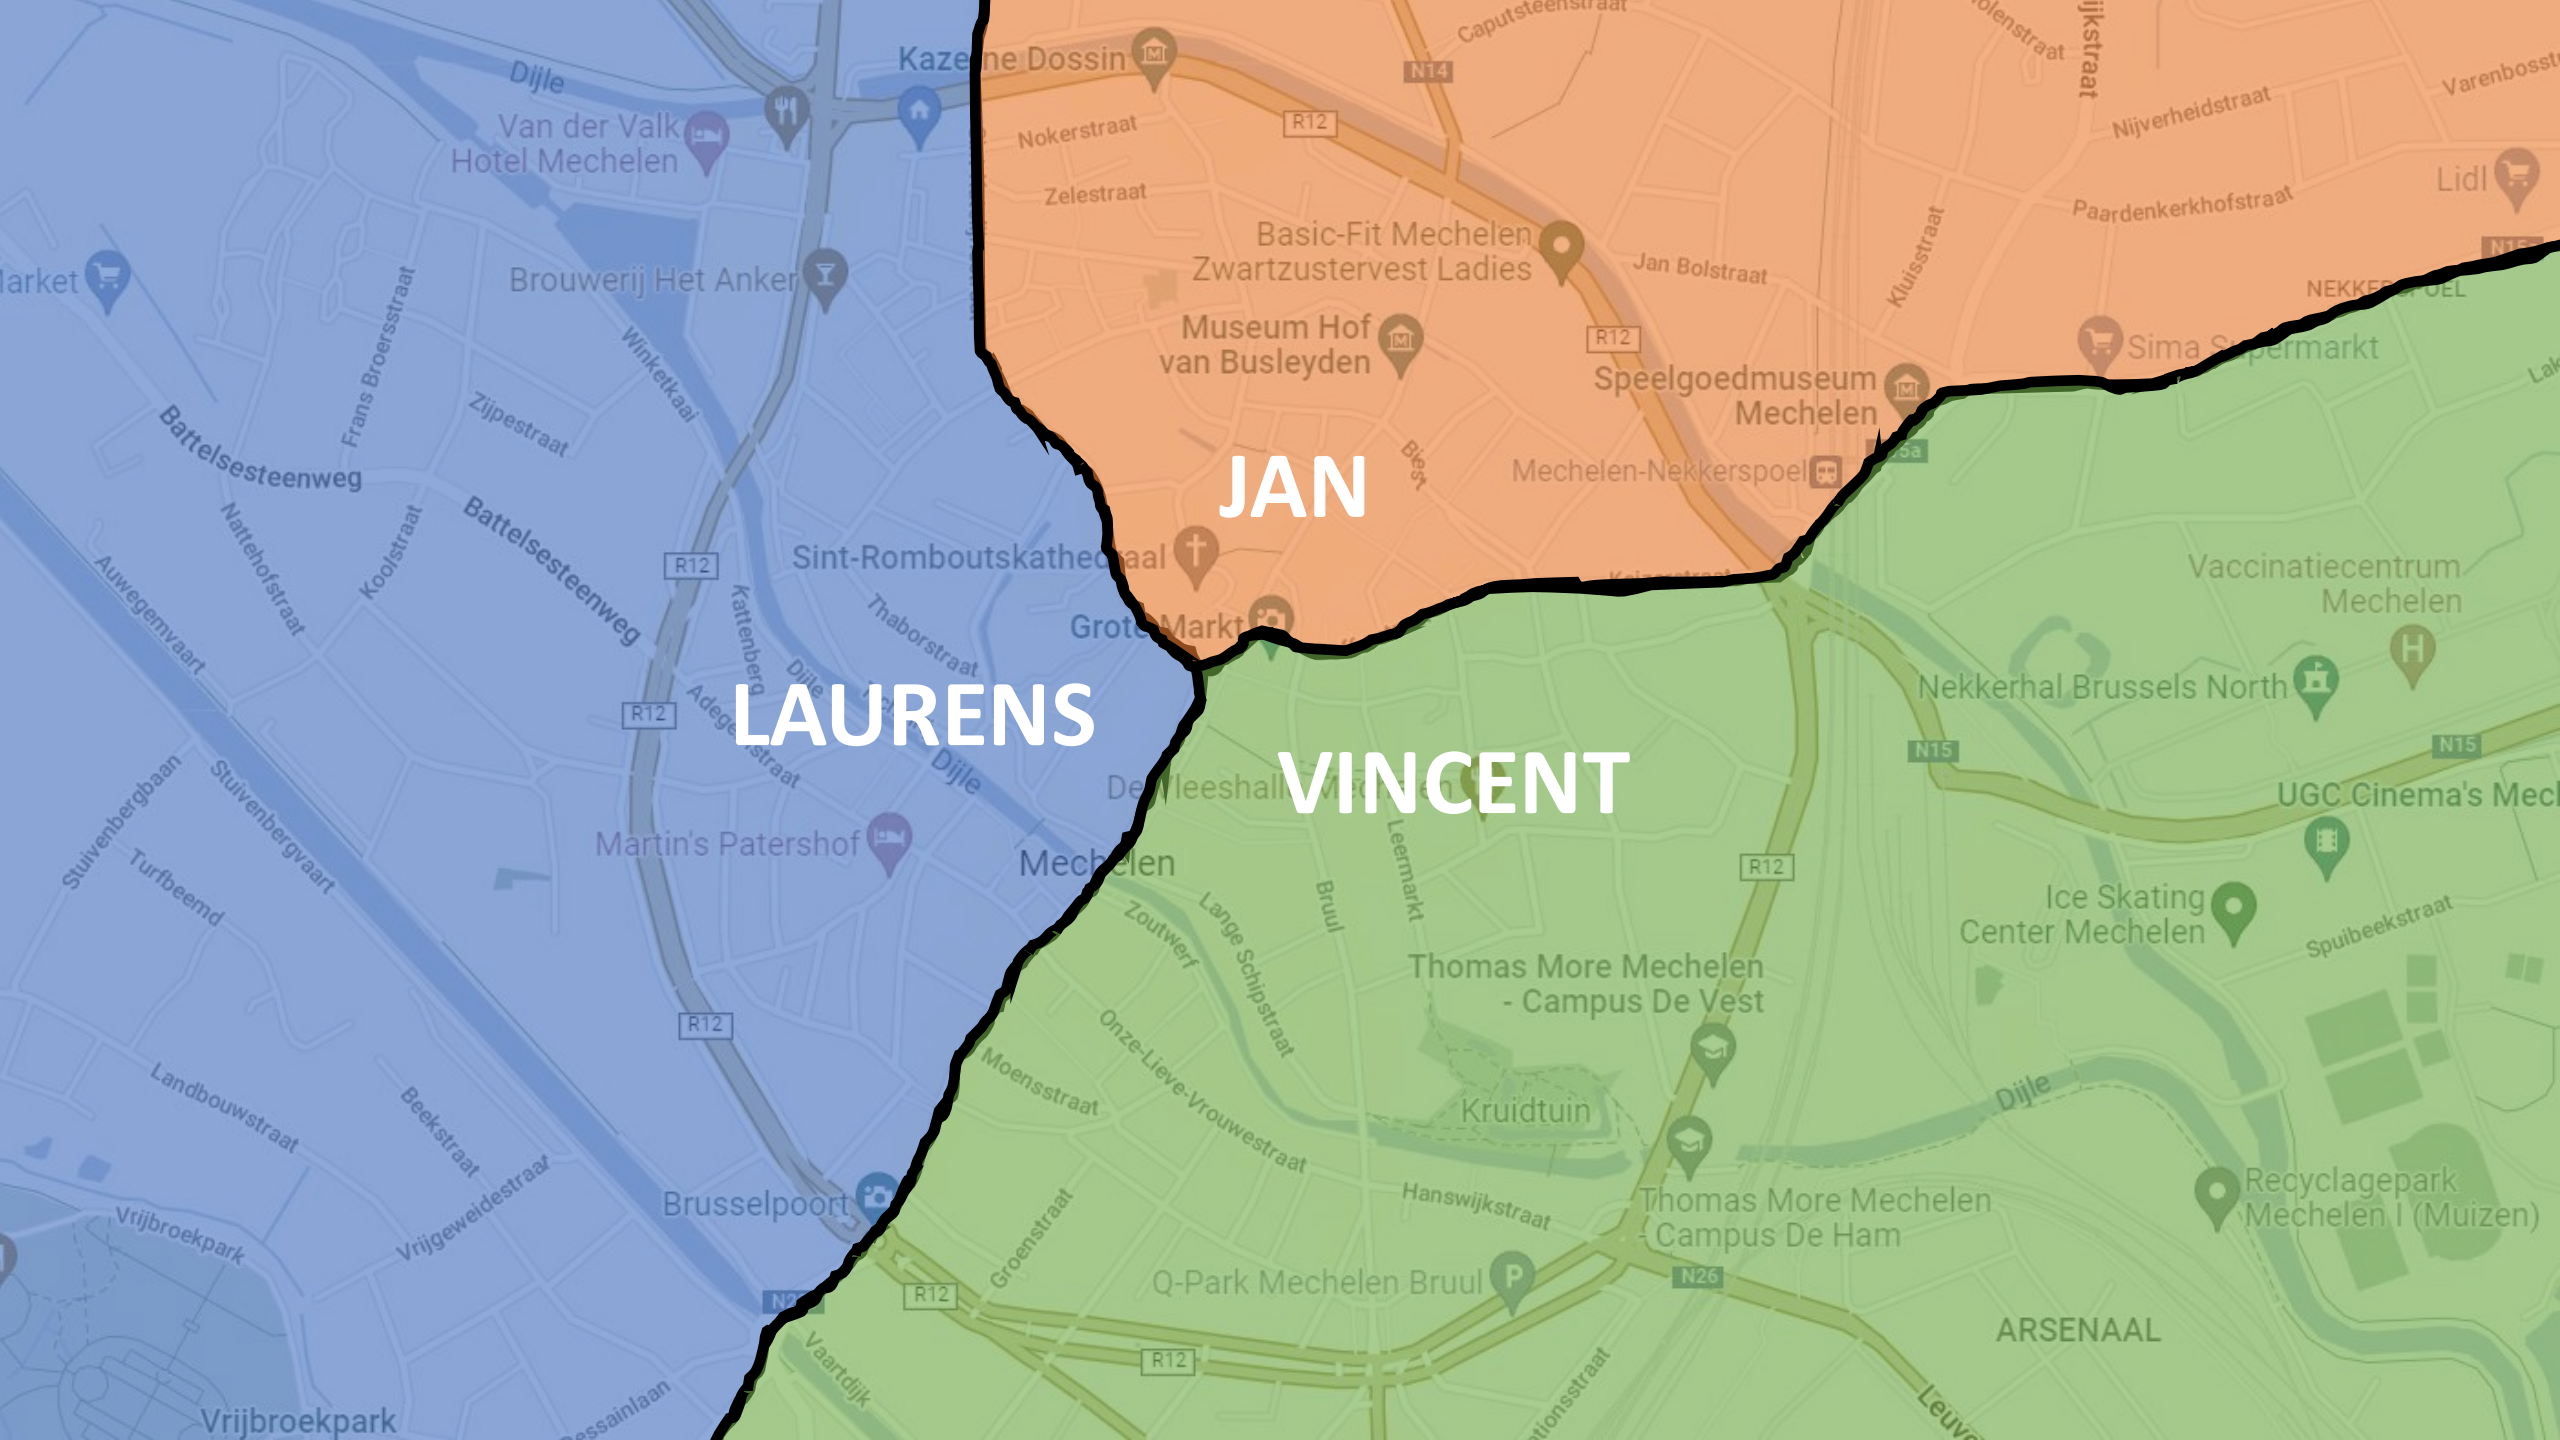 Caputsteenstraat
Kazerne Dossin
Dijle
N14
Nijverheidstraat
Van der Valk
Hotel Mechelen
R12
Nokerstraat
Zelestraat
Lidl
Paardenkerkhofstraat
Basic-Fit Mechelen
Zwartzustervest Ladies
Kluisstraat
Jan Bolstraat
Brouwerij Het Anker
Frans Broersstraat
Winketkaai
Museum Hof
van Busleyden
R12
Sima Supermarkt
Speelgoedmuseum
Mechelen
Zijpestraat
Battelsesteenweg
Biest
Mechelen-Nekkerspoel
JAN
Nattehofstraat
Koolstraat
Battelsesteenweg
Auwegemvaart
R12
Sint-Romboutskathedraal
Kattenberg
Thaborstraat
Grote Markt
Vaccinatiecentrum
Mechelen
Nekkerhal Brussels North
LAURENS
Dijle
R12
Dijle
VINCENT
N15
N15
UGC Cinema's
Stuivenbergbaan
Stuivenbergvaart
Martin's Patershof
Mechelen
Leermarkt
Bruul
R12
Turfbeemd
Zoutwerf
Lange Schipstraat
Ice Skating
Center Mechelen
Spuibeekstraat
Thomas More Mechelen
- Campus De Vest
R12
Onze-Lieve-Vrouwestraat
Moensstraat
Landbouwstraat
Beekstraat
Kruidtuin
Dijle
Vrijgeweidestraat
Vrijbroekpark
Brusselpoort
Groenstraat
Hanswijkstraat
Thomas More Mechelen
- Campus De Ham
Recyclagepark
Mechelen I (Muizen)
Q-Park Mechelen Bruul
R12
N26
ARSENAAL
R12
Vaartdijk
Vrijbroekpark